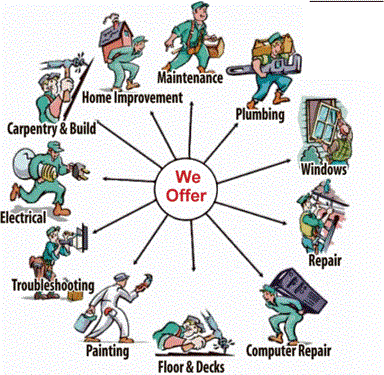 Maintenance
Home Improvement
Plumbing
Carpentry & Build
Windows
We
Offer
Electrical
Repair
Troubleshooting
Painting
Computer Repair
Floor & Decks